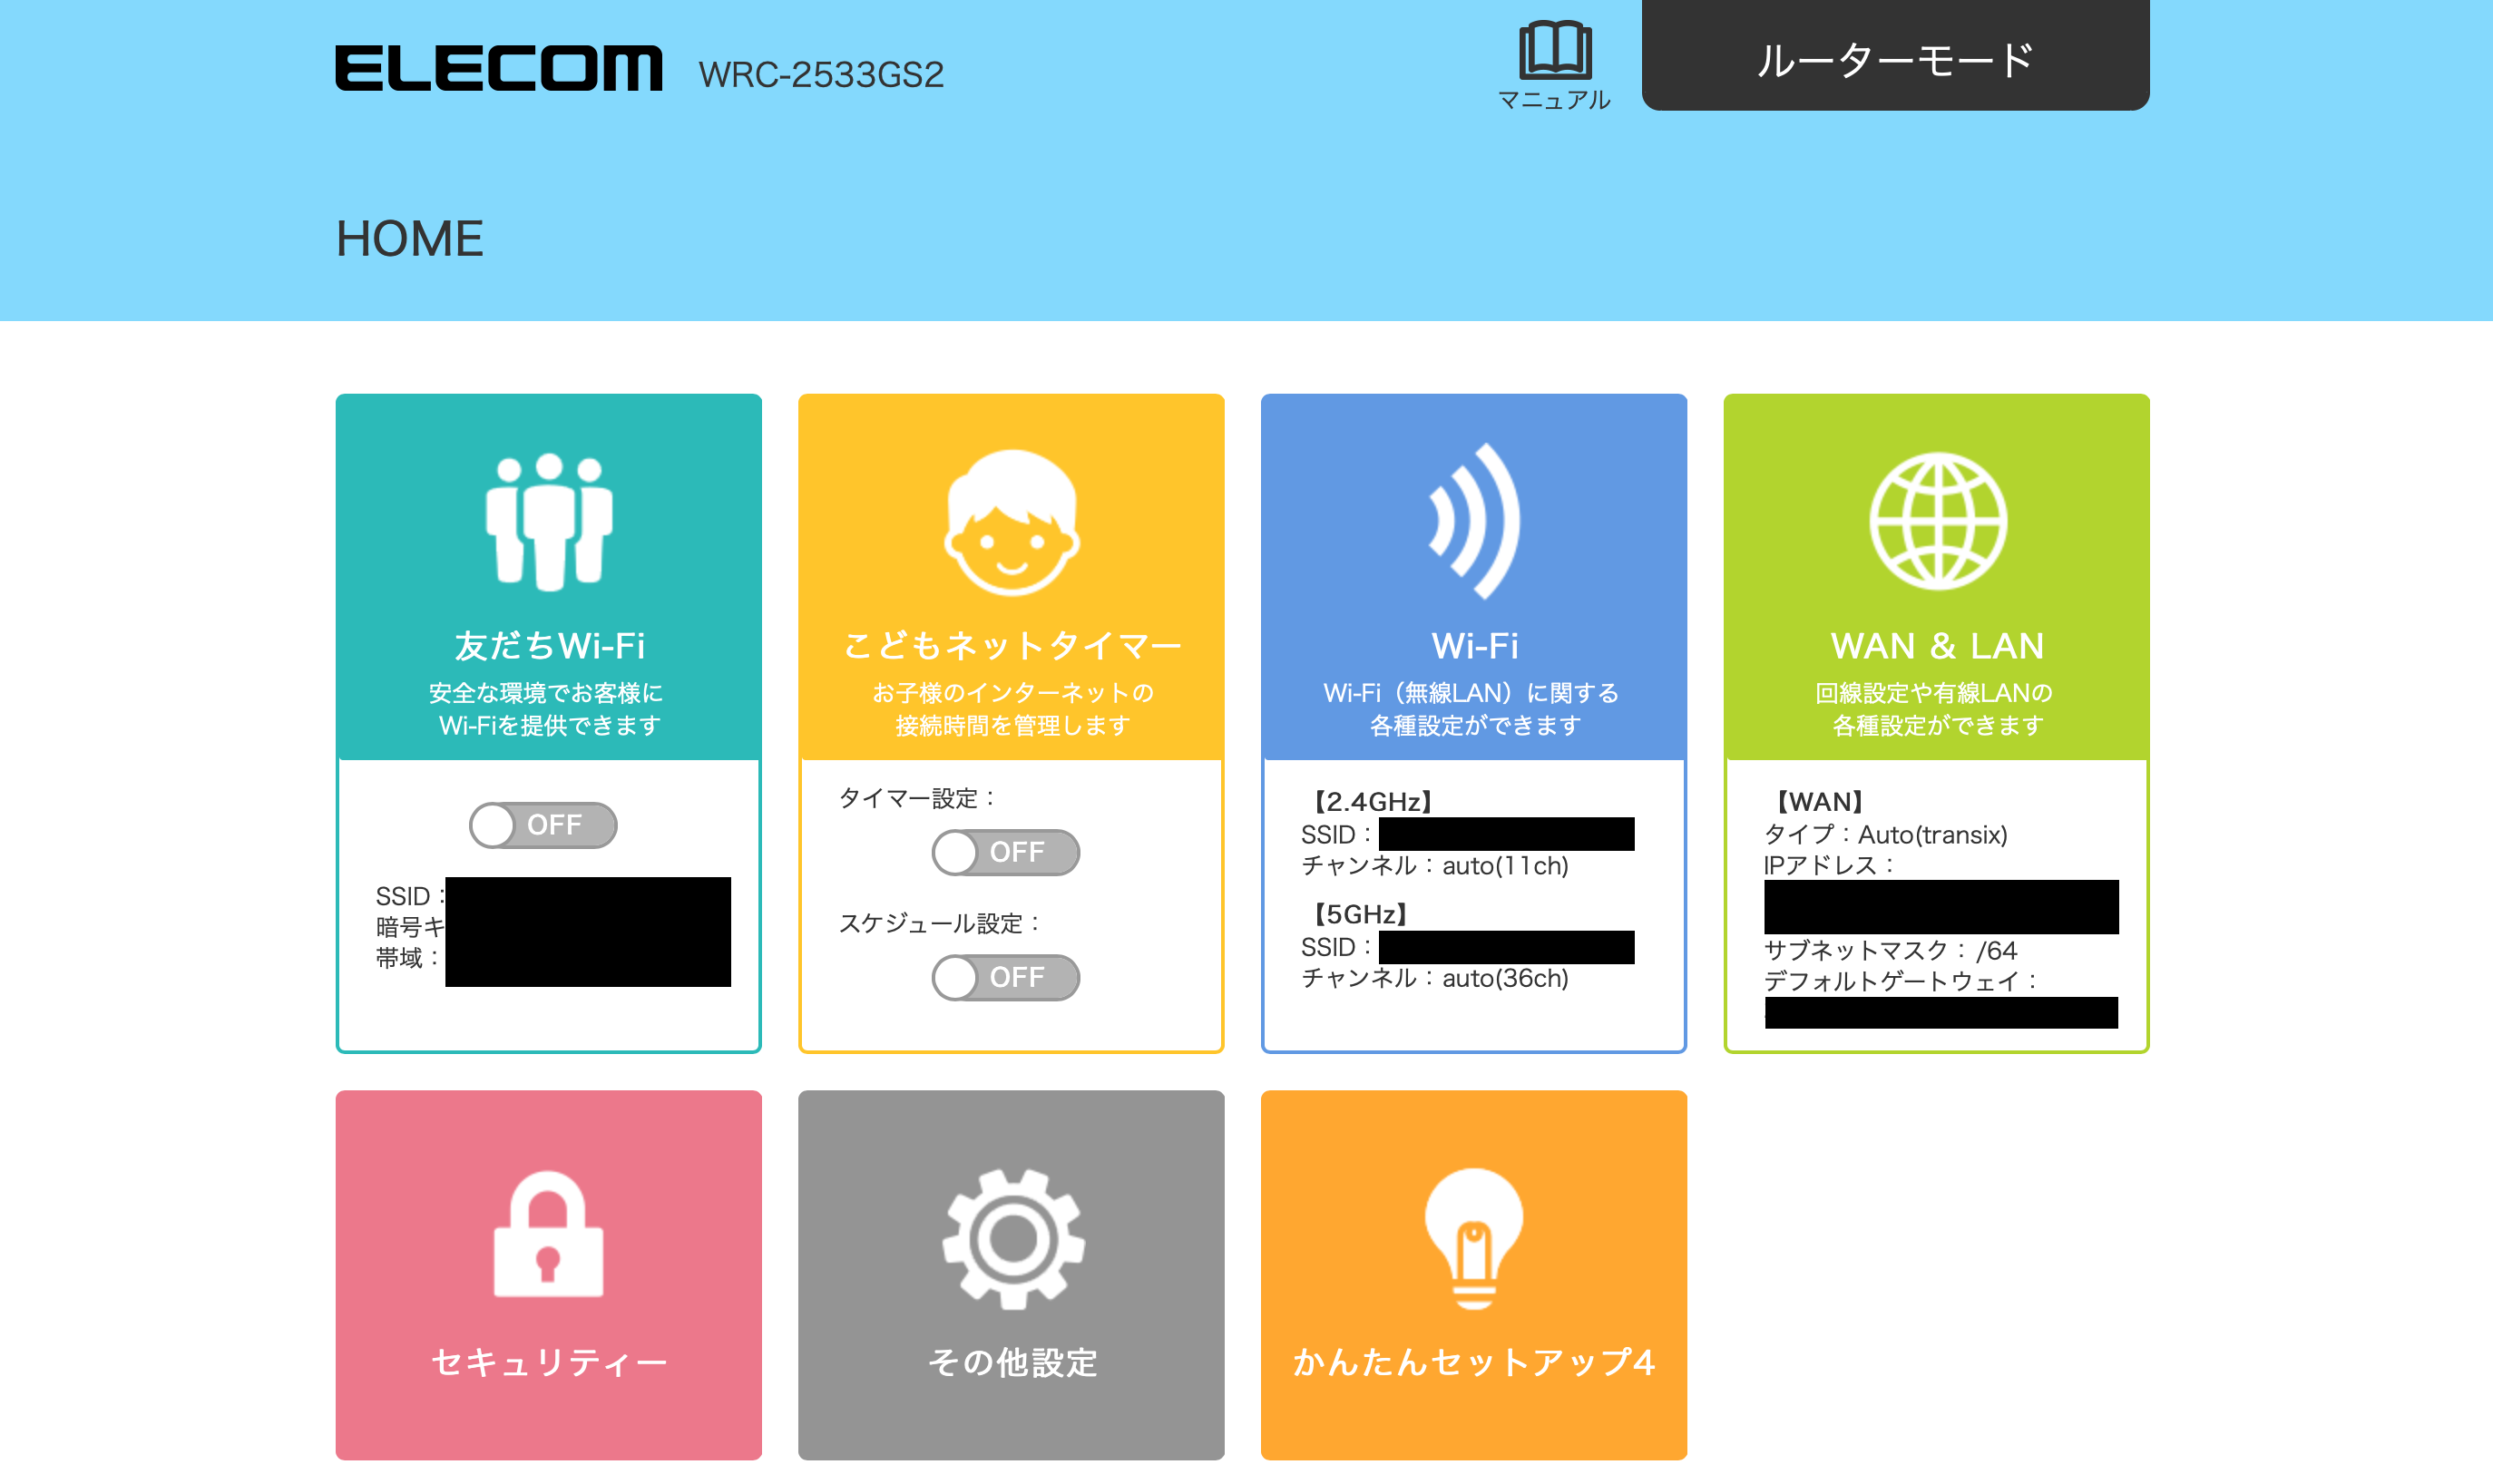 ELECOM WRC-2533GS2
マニュアル
ルーターモード
HOME
友だちWi-Fi
安全な環境でお客様に
Wi-Fiを提供できます
OFF
SSID：
暗号キ
帯域：
こどもネットタイマー
お子様のインターネットの
接続時間を管理します
タイマー設定：
OFF
スケジュール設定：
OFF
Wi-Fi
Wi-Fi（無線LAN）に関する
各種設定ができます
【2.4GHz】
SSID：
チャンネル：auto(11ch)
【5GHz】
SSID：
チャンネル：auto(36ch)
WAN & LAN
回線設定や有線LANの
各種設定ができます
【WAN】
タイプ：Auto(transix)
IPアドレス：
サブネットマスク：/64
デフォルトゲートウェイ：
セキュリティー
その他設定
かんたんセットアップ4